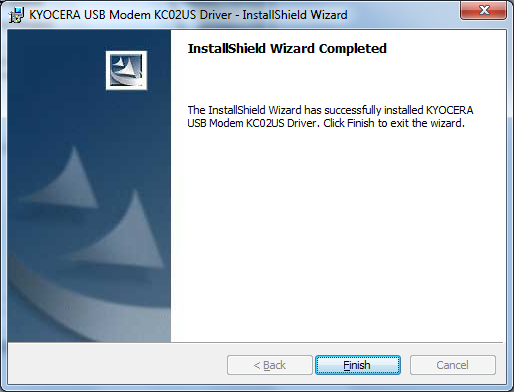 KYOCERA USB Modem KC02US Driver - InstallShield Wizard
InstallShield Wizard Completed
The InstallShield Wizard has successfully installed KYOCERA
USB Modem KC02US Driver. Click Finish to exit the wizard.
< Back
Finish
Cancel